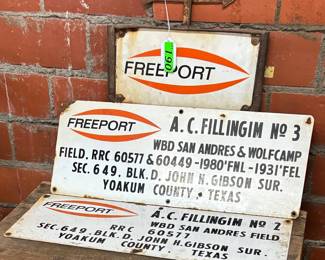 190
FREEPORT
FREEPORT
A.C. FILLINGIM Nº 3
WBD SAN ANDRES & WOLFCAMP
FIELD. RRC 60577 & 60449 - 1980'FNL - 1931'FEL
SEC. 649, BLK. D. JOHN H. GIBSON SUR.
YOAKUM COUNTY, TEXAS
FREEPORT
A.C. FILLINGIM Nº 2
WBD SAN ANDRES FIELD
RRC 60577
SEC. 649, BLK. D. JOHN H. GIBSON SUR.
YOAKUM COUNTY, TEXAS